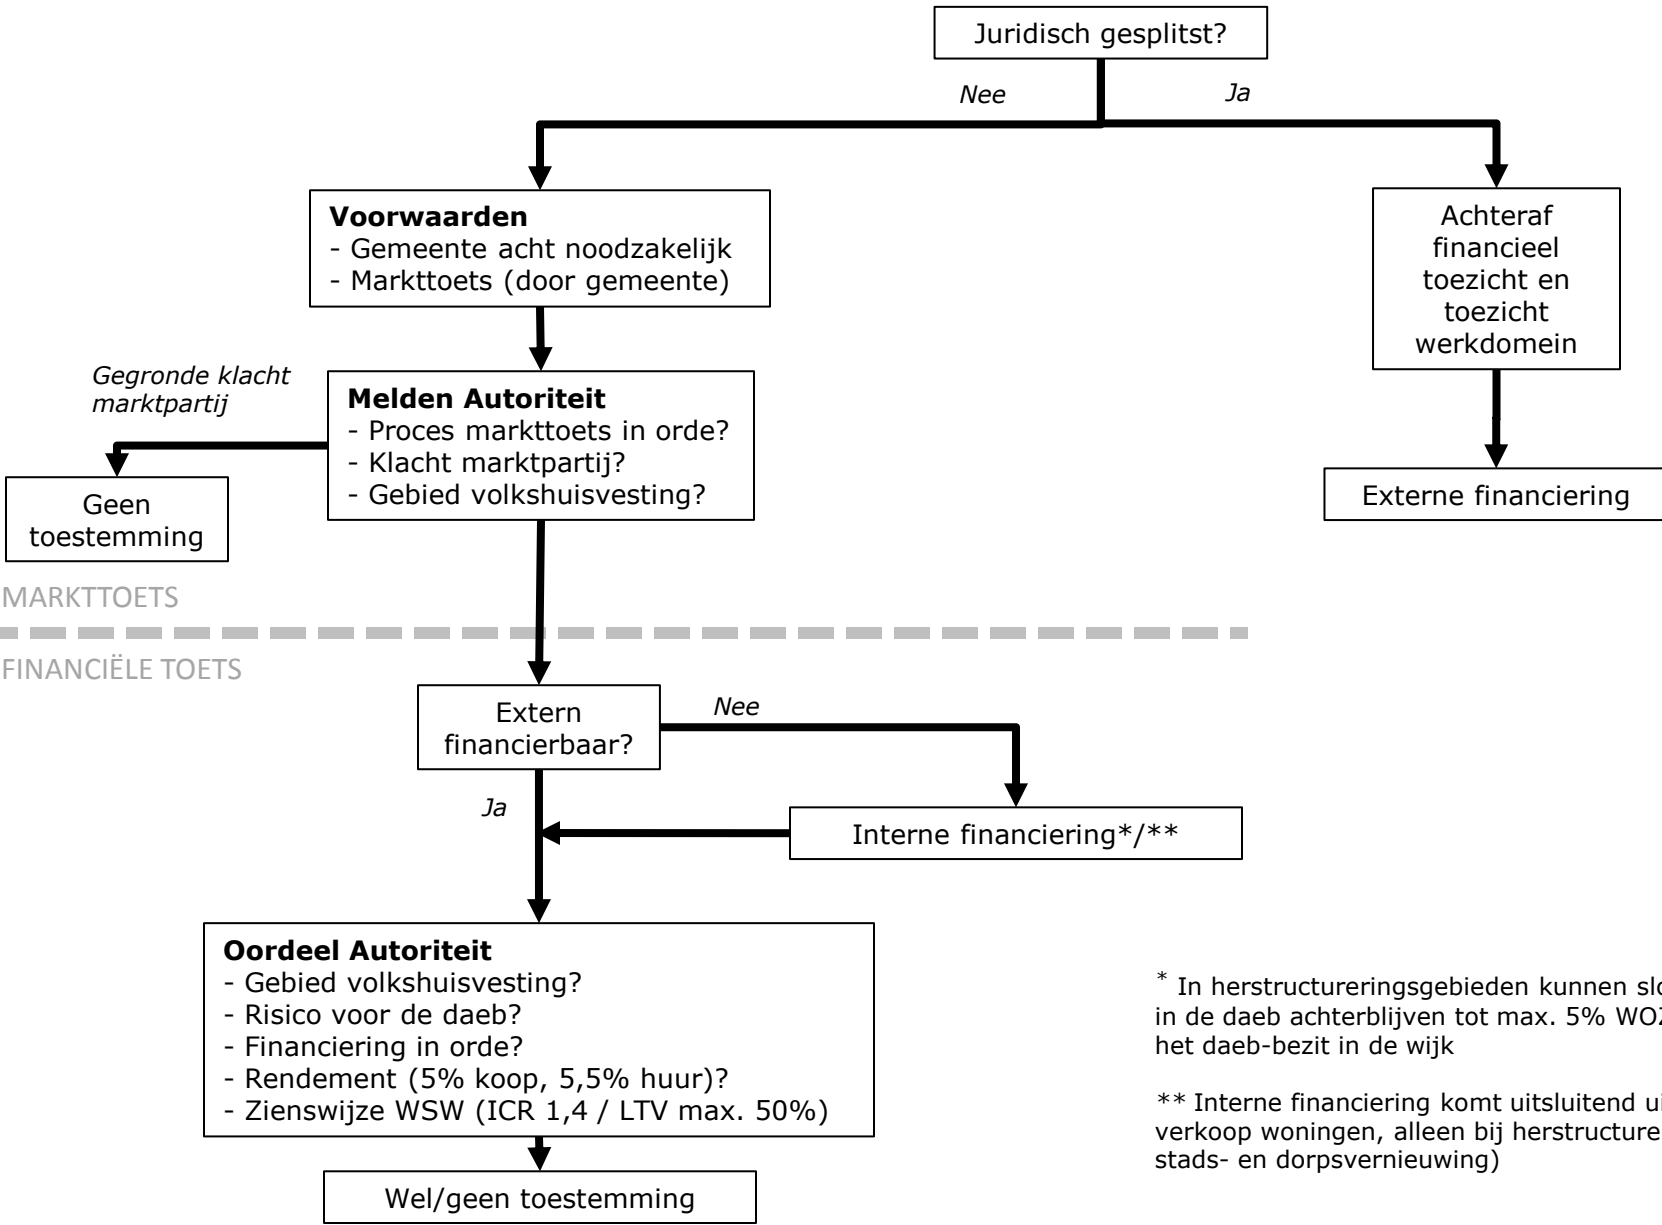 Juridisch gesplitst?
Nee
Ja
Voorwaarden
- Gemeente acht noodzakelijk
- Markttoets (door gemeente)
Achteraf
financieel
toezicht en
toezicht
werkdomein
Gegronde klacht
marktpartij
Melden Autoriteit
- Proces markttoets in orde?
- Klacht marktpartij?
- Gebied volkshuisvesting?
Geen
toestemming
Externe financiering
MARKTTOETS
FINANCIËLE TOETS
Extern
financierbaar?
Nee
Ja
Interne financiering*/**
Oordeel Autoriteit
- Gebied volkshuisvesting?
- Risico voor de daeb?
- Financiering in orde?
- Rendement (5% koop, 5,5% huur)?
- Zienswijze WSW (ICR 1,4 / LTV max. 50%)
Wel/geen toestemming
* In herstructureringsgebieden kunnen
in de daeb achterblijven tot max. 5% WOZ
het daeb-bezit in de wijk
** Interne financiering komt uitsluitend
verkoop woningen, alleen bij
stads- en dorpsvernieuwing)